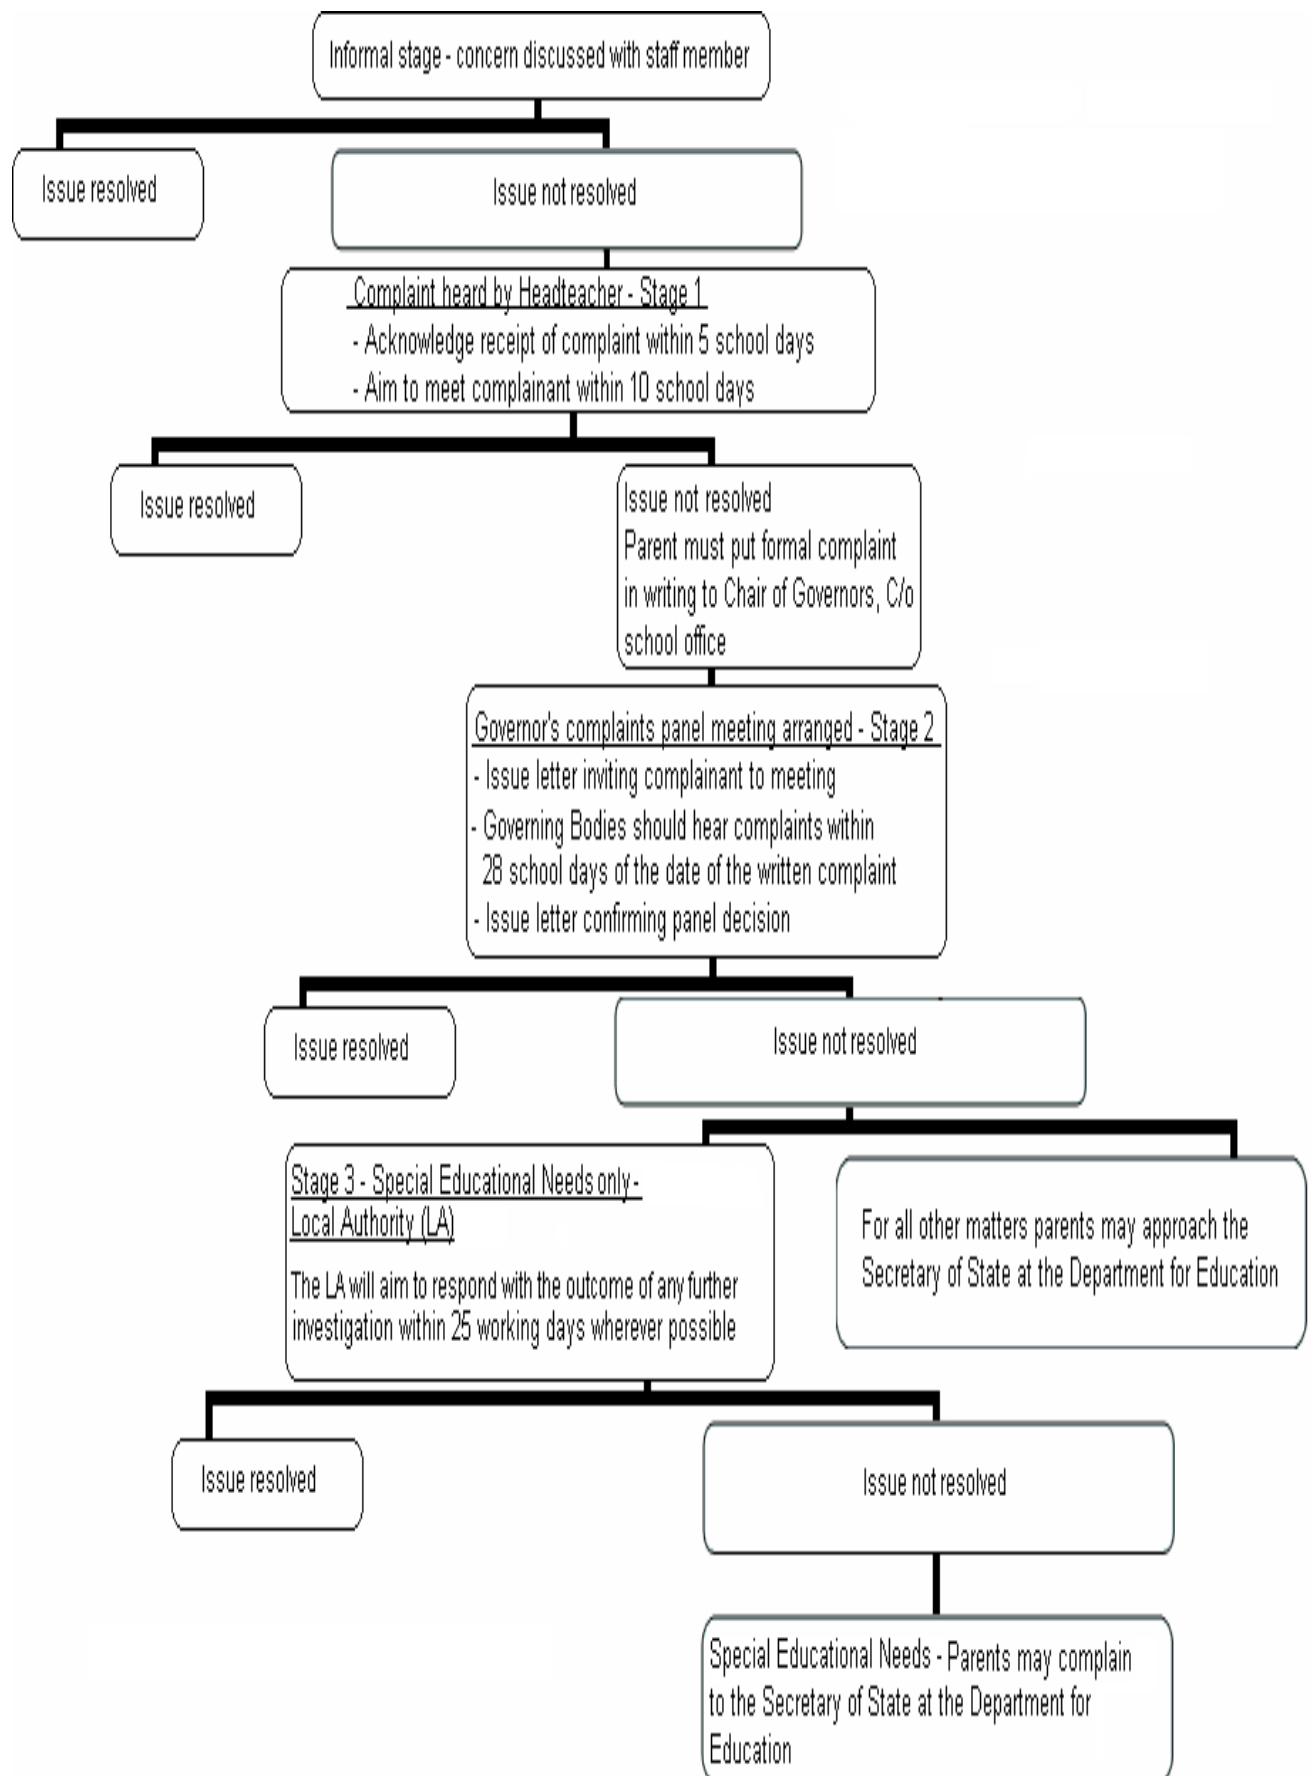 Informal stage - concern discussed with staff member
Issue resolved
Issue not resolved
Complaint heard by Headteacher - Stage 1
- Acknowledge receipt of complaint within 5 school days
- Aim to meet complainant within 10 school days
Issue resolved
Issue not resolved
Parent must put formal complaint
in writing to Chair of Governors, C/o
school office
Governor's complaints panel meeting arranged - Stage 2
- Issue letter inviting complainant to meeting
- Governing Bodies should hear complaints within
28 school days of the date of the written complaint
- Issue letter confirming panel decision
Issue resolved
Issue not resolved
Stage 3 - Special Educational Needs only -
Local Authority (LA)
The LA will aim to respond with the outcome of any further
investigation within 25 working days wherever possible
For all other matters parents may approach the
Secretary of State at the Department for Education
Issue resolved
Issue not resolved
Special Educational Needs - Parents may complain
to the Secretary of State at the Department for
Education